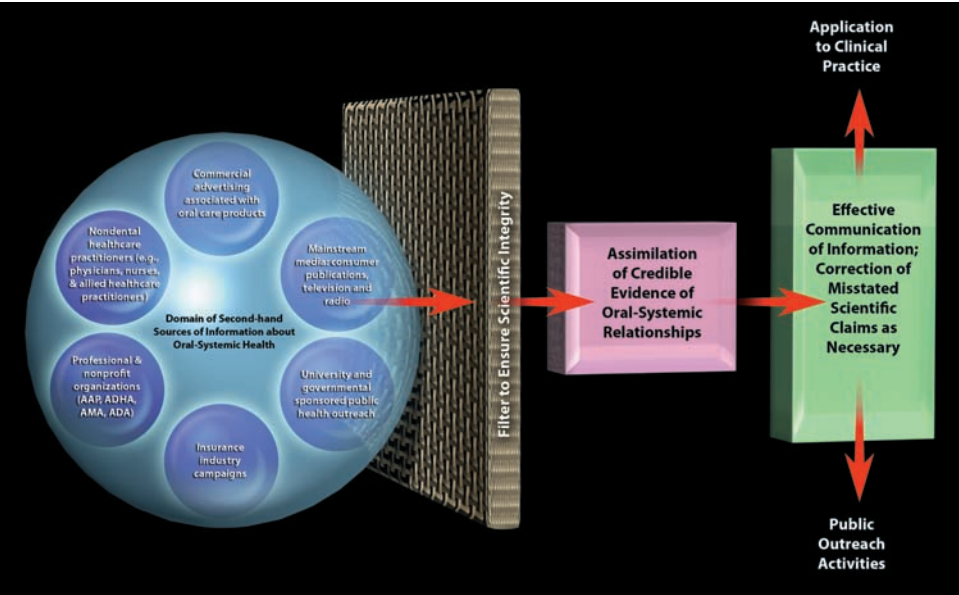 Commercial
advertising
associated with
oral care products
Nondental
healthcare
practitioners (e.g.,
physicians, nurses,
& allied healthcare
practitioners)
Mainstream
media: consumer
publications,
television and
radio
Domain of Second-hand
Sources of Information about
Oral-Systemic Health
Professional &
nonprofit
organizations
(AAP, ADHA,
AMA, ADA)
University and
governmental
sponsored public
health outreach
Insurance
industry
campaigns
Filter to Ensure Scientific Integrity
Assimilation
of Credible
Evidence of
Oral-Systemic
Relationships
Application
to Clinical
Practice
Effective
Communication
of Information;
Correction of
Misstated
Scientific
Claims as
Necessary
Public
Outreach
Activities